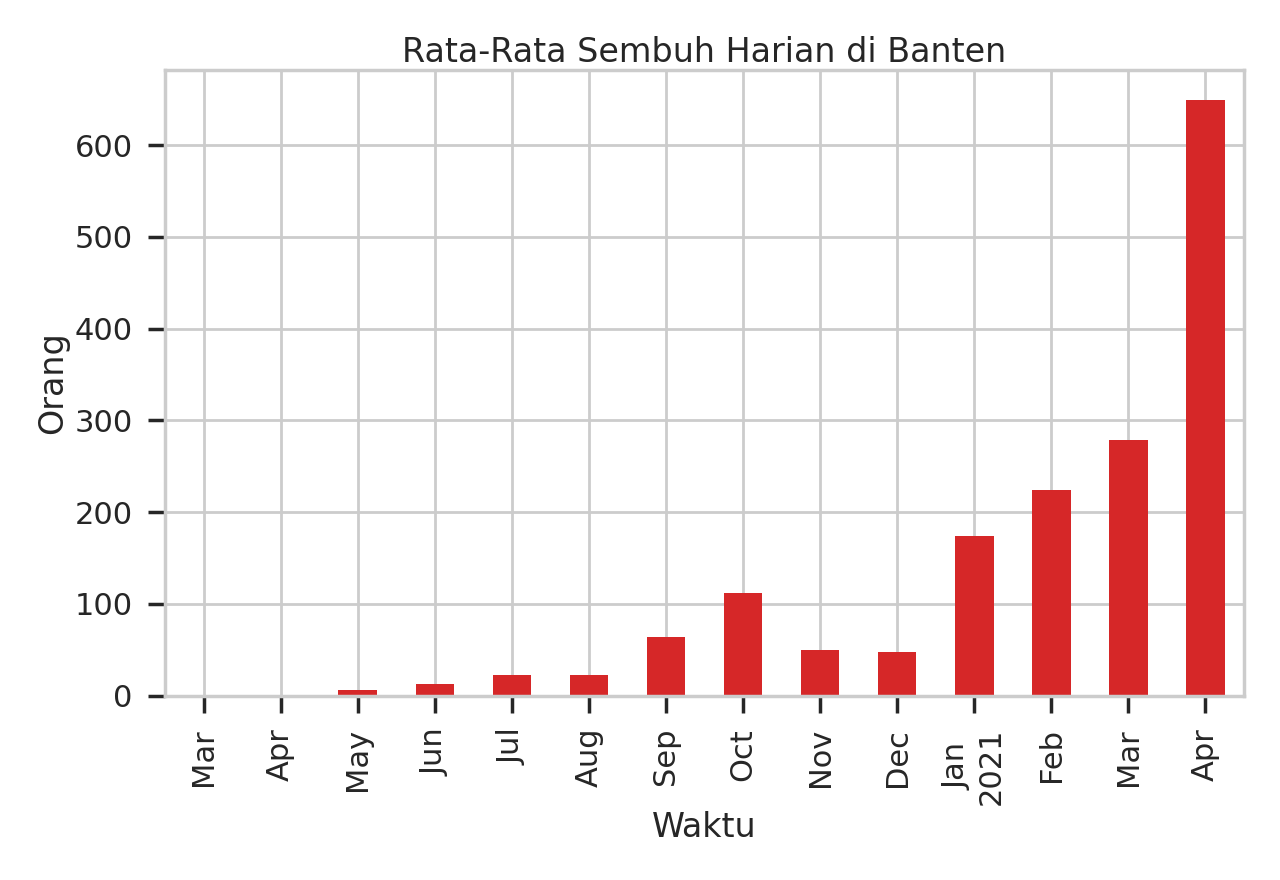 Rata-Rata Sembuh Harian di Banten
600
500
400
300
200
100
0
Orang
Mar
Apr
May
Jun
Jul
Aug
Sep
Oct
Nov
Dec
Jan
2021
Feb
Mar
Apr
Waktu